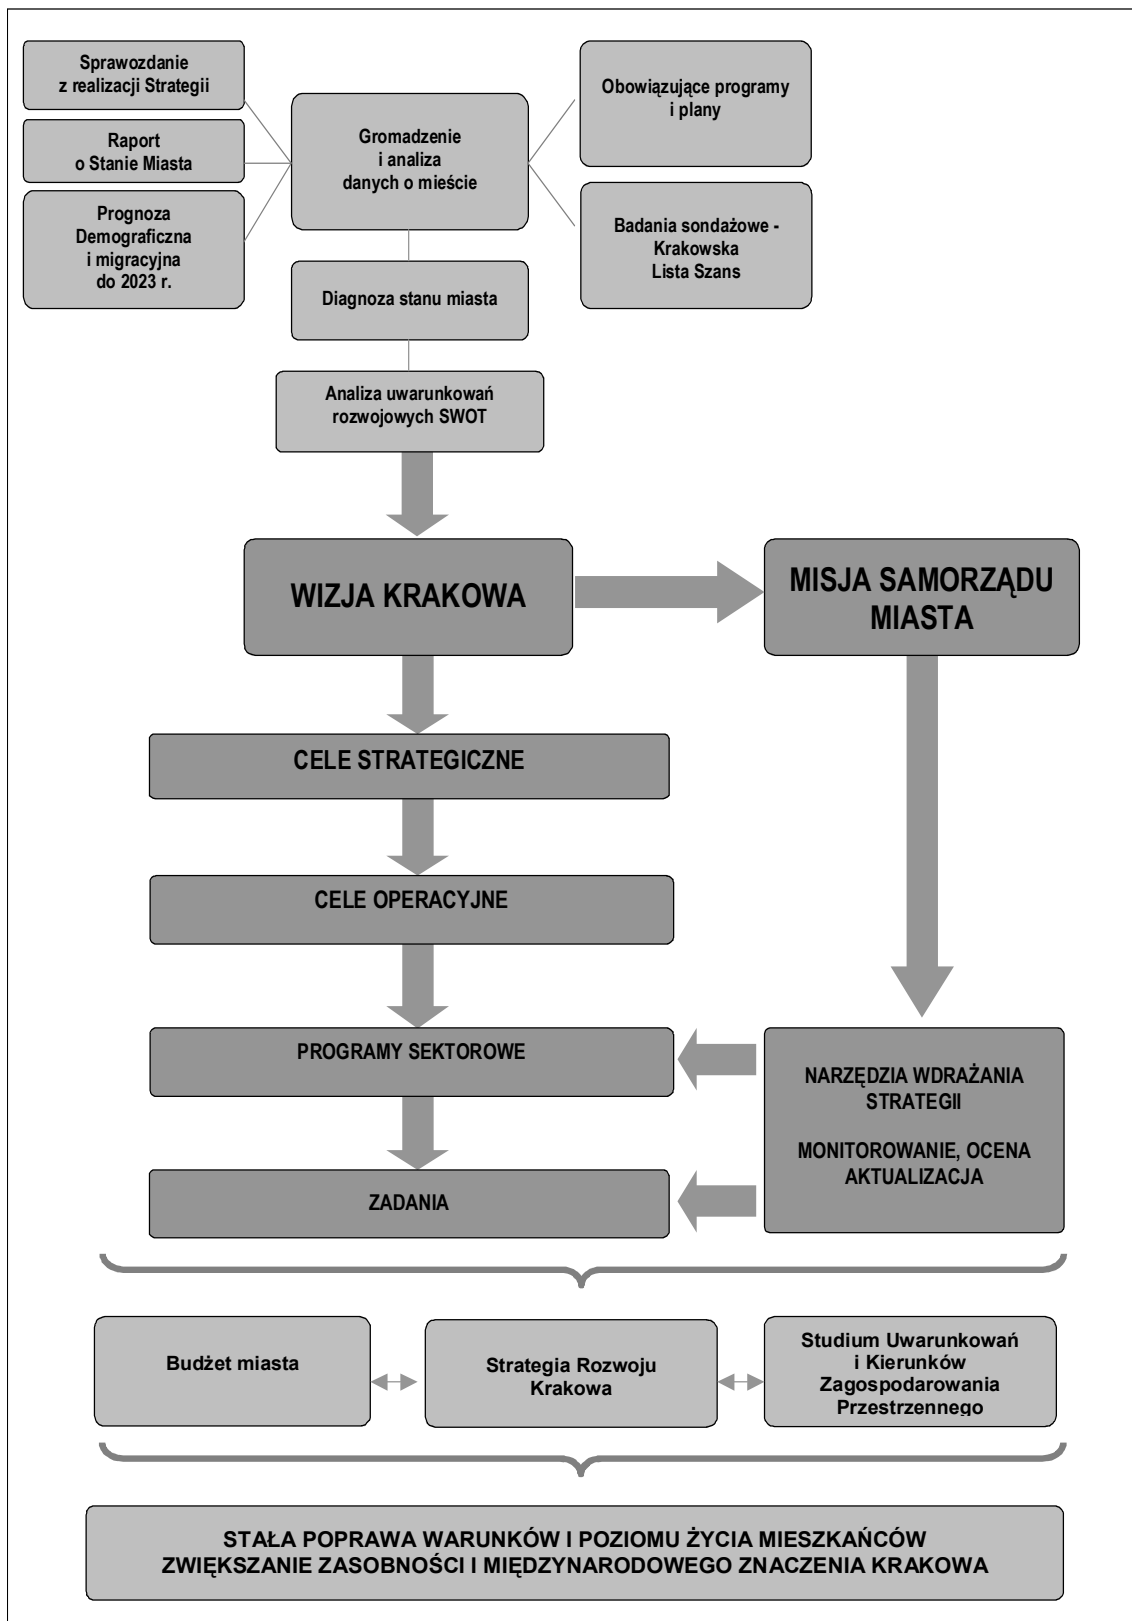 Sprawozdanie
z realizacji Strategii
Raport
o Stanie Miasta
Prognoza
Demograficzna
i migracyjna
do 2023 r.
Gromadzenie
i analiza
danych o mieście
Obowiązujące programy
i plany
Badania sondażowe -
Krakowska
Lista Szans
Diagnoza stanu miasta
Analiza uwarunkowań
rozwojowych SWOT
WIZJA KRAKOWA
MISJA SAMORZĄDU
MIASTA
CELE STRATEGICZNE
CELE OPERACYJNE
PROGRAMY SEKTOROWE
NARZĘDZIA WDRAŻANIA
STRATEGII
MONITOROWANIE, OCENA
AKTUALIZACJA
ZADANIA
Budżet miasta
Strategia Rozwoju
Krakowa
Studium Uwarunkowań
i Kierunków
Zagospodarowania
Przestrzennego
STAŁA POPRAWA WARUNKÓW I POZIOMU ŻYCIA MIESZKAŃCÓW
ZWIĘKSZANIE ZASOBNOŚCI I MIĘDZYNARODOWEGO ZNACZENIA KRAKOWA